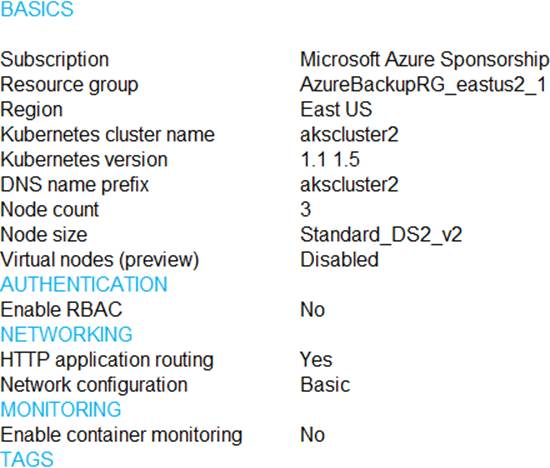 BASICS
Subscription Microsoft Azure Sponsorship
Resource group AzureBackupRG_eastus2_1
Region East US
Kubernetes cluster name akscluster2
Kubernetes version 1.1 1.5
DNS name prefix akscluster2
Node count 3
Node size Standard_DS2_v2
Virtual nodes (preview) Disabled
AUTHENTICATION
Enable RBAC No
NETWORKING
HTTP application routing Yes
Network configuration Basic
MONITORING
Enable container monitoring No
TAGS